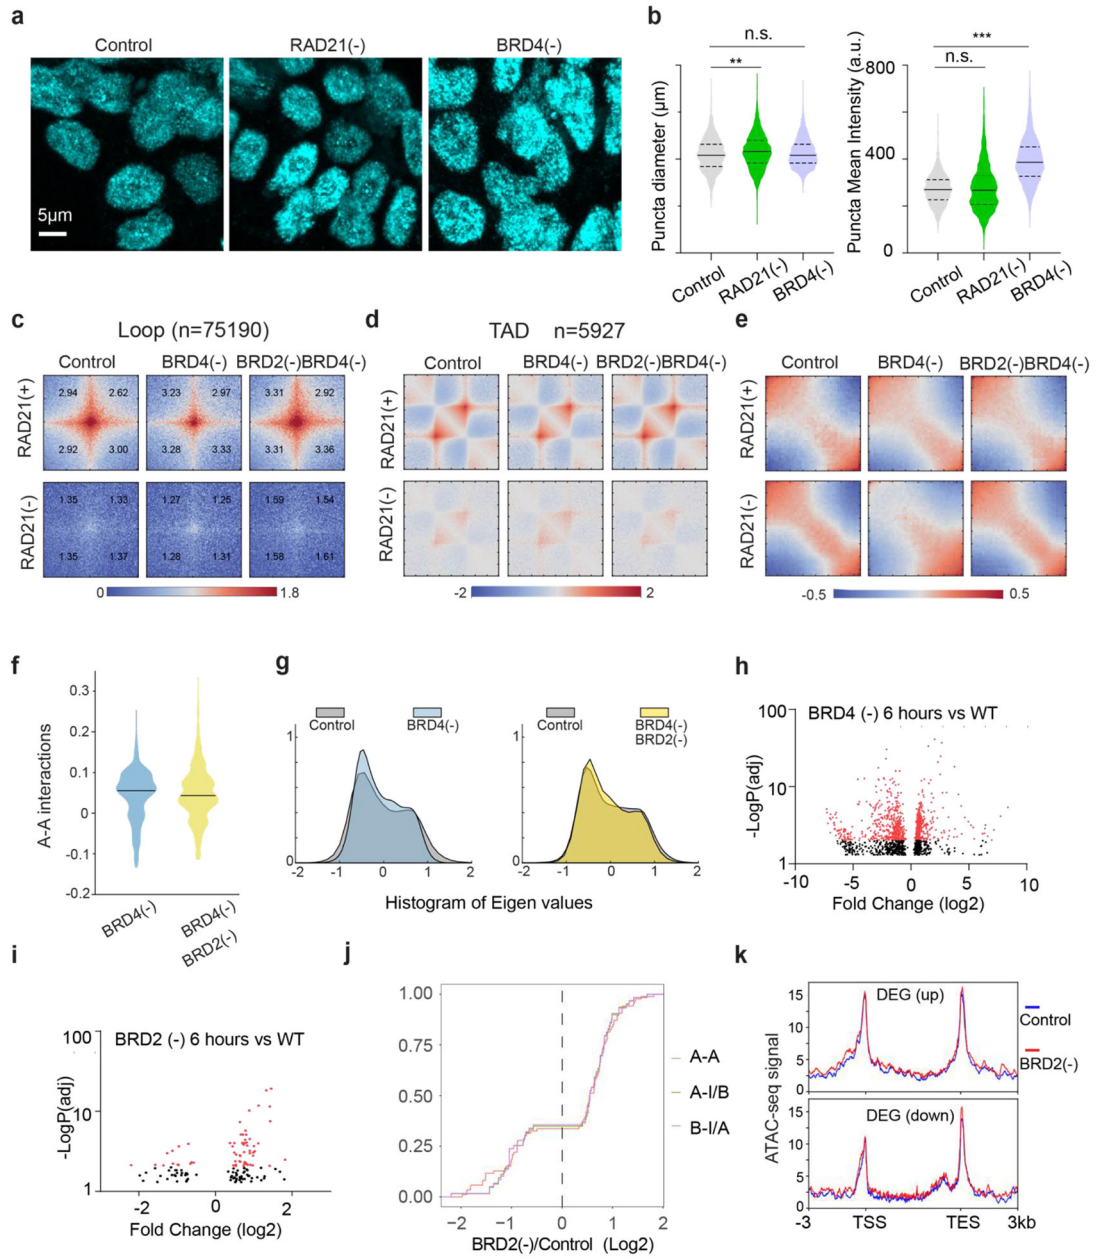 a
Control
RAD21(-)
BRD4(-)
5μm
b
n.s.
**
Puncta diameter (μm)
Control
RAD21(-)
BRD4(-)
***
n.s.
Puncta Mean Intensity (a.u.)
800
400
0
Control
RAD21(-)
BRD4(-)
c
Loop (n=75190)
Control
BRD4(-)
BRD2(-)BRD4(-)
RAD21(+)
2.94
2.62
2.92
3.00
3.23
2.97
3.28
3.33
3.31
2.92
3.31
3.36
RAD21(-)
1.35
1.33
1.35
1.37
1.27
1.25
1.28
1.31
1.59
1.54
1.58
1.61
0
1.8
d
TAD n=5927
Control
BRD4(-)
BRD2(-)BRD4(-)
RAD21(+)
RAD21(-)
-2
2
e
Control
BRD4(-)
BRD2(-)BRD4(-)
RAD21(+)
RAD21(-)
-0.5
0.5
f
A-A interactions
0.3
0.2
0.1
0
-0.1
-0.2
BRD4(-)
BRD4(-)
BRD2(-)
g
Control
BRD4(-)
1
0
-2
-1
0
1
2
Control
BRD4(-)
BRD2(-)
1
0
-2
-1
0
1
2
Histogram of Eigen values
h
BRD4 (-) 6 hours vs WT
-LogP(adj)
100
10
1
-10
-5
0
5
10
Fold Change (log2)
i
BRD2 (-) 6 hours vs WT
-LogP(adj)
100
10
1
-2
0
2
Fold Change (log2)
j
1.00
0.75
0.50
0.25
0.00
−2
−1
0
1
2
BRD2(-)/Control (Log2)
A-A
A-I/B
B-I/A
k
ATAC-seq signal
DEG (up)
15
10
5
0
Control
BRD2(-)
DEG (down)
15
10
5
0
-3
TSS
TES
3kb